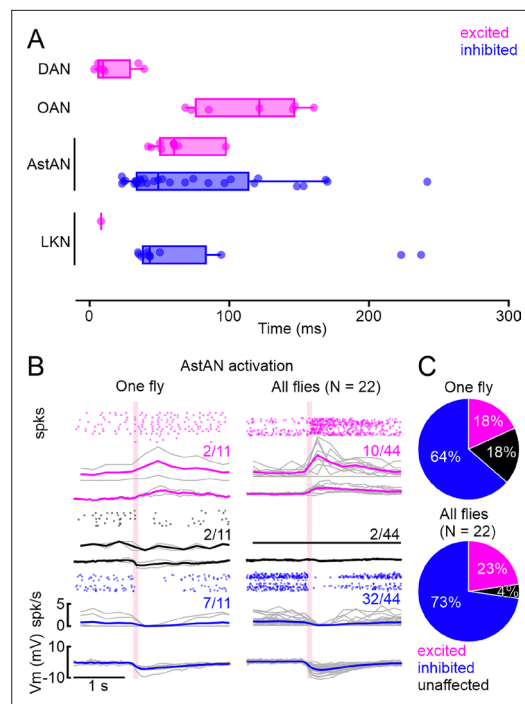 A
excited
inhibited
DAN
OAN
AstAN
LKN
0
100
200
300
Time (ms)
B
AstAN activation
One fly
All flies (N = 22)
spks
2/11
10/44
2/11
2/44
7/11
32/44
spk/s
5
0
Vm (mV)
0
-10
1 s
C
One fly
18%
18%
64%
All flies
(N = 22)
23%
4%
73%
excited
inhibited
unaffected